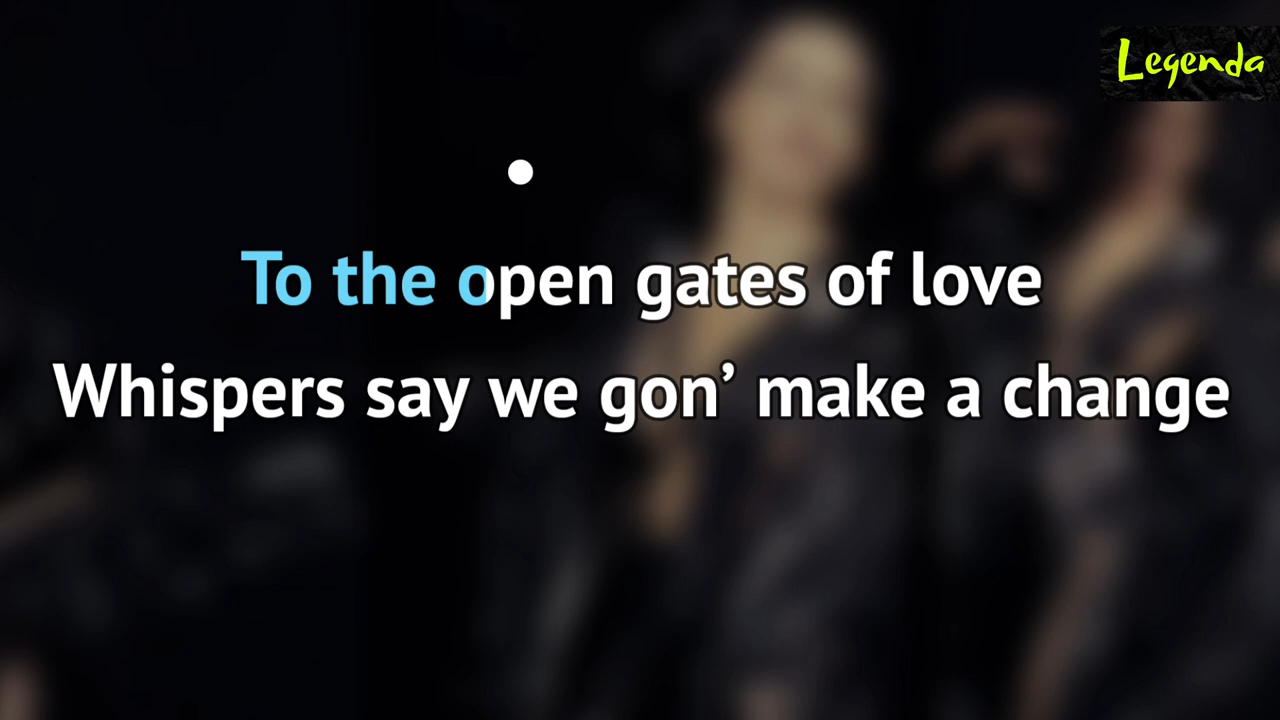 Legenda
To the open gates of love
Whispers say we gon’ make a change